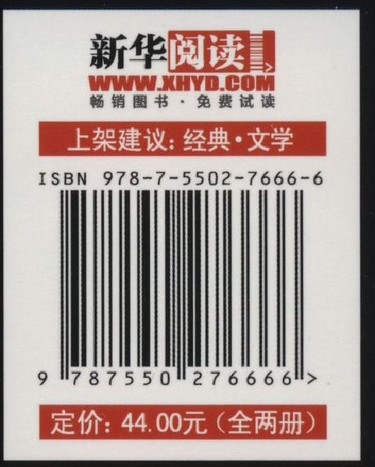 新华阅读
WWW.XHYD.COM
畅销图书·免费试读
上架建议：经典·文学
ISBN 978-7-5502-7666-6
9 787550 276666 >
定价：44.00元（全两册）